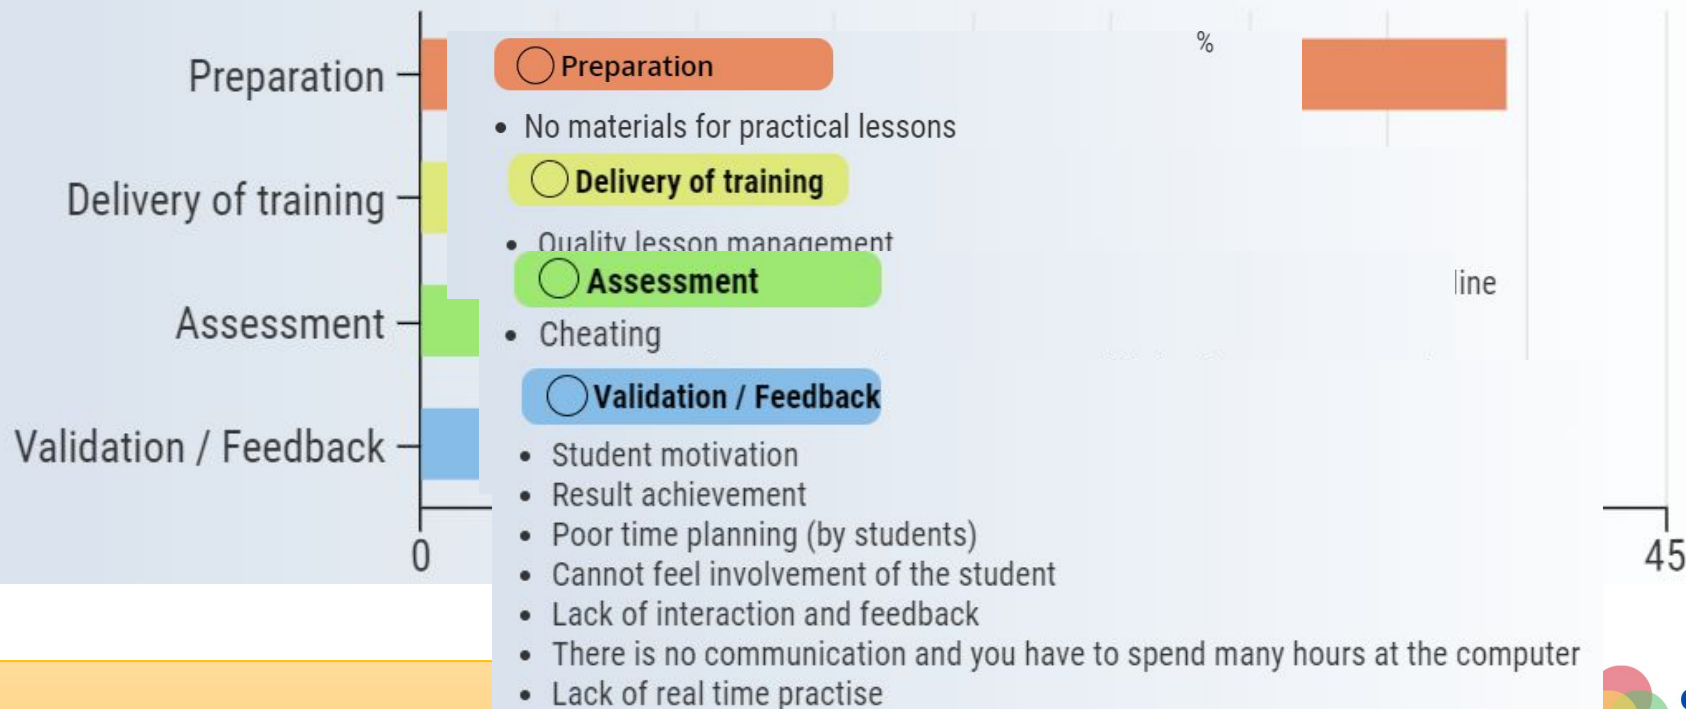 Preparation
Delivery of training
Assessment
Validation / Feedback
0
45
%
Preparation
• No materials for practical lessons
Delivery of training
• Quality lesson management
Assessment
line
• Cheating
Validation / Feedback
• Student motivation
• Result achievement
• Poor time planning (by students)
• Cannot feel involvement of the student
• Lack of interaction and feedback
• There is no communication and you have to spend many hours at the computer
• Lack of real time practise